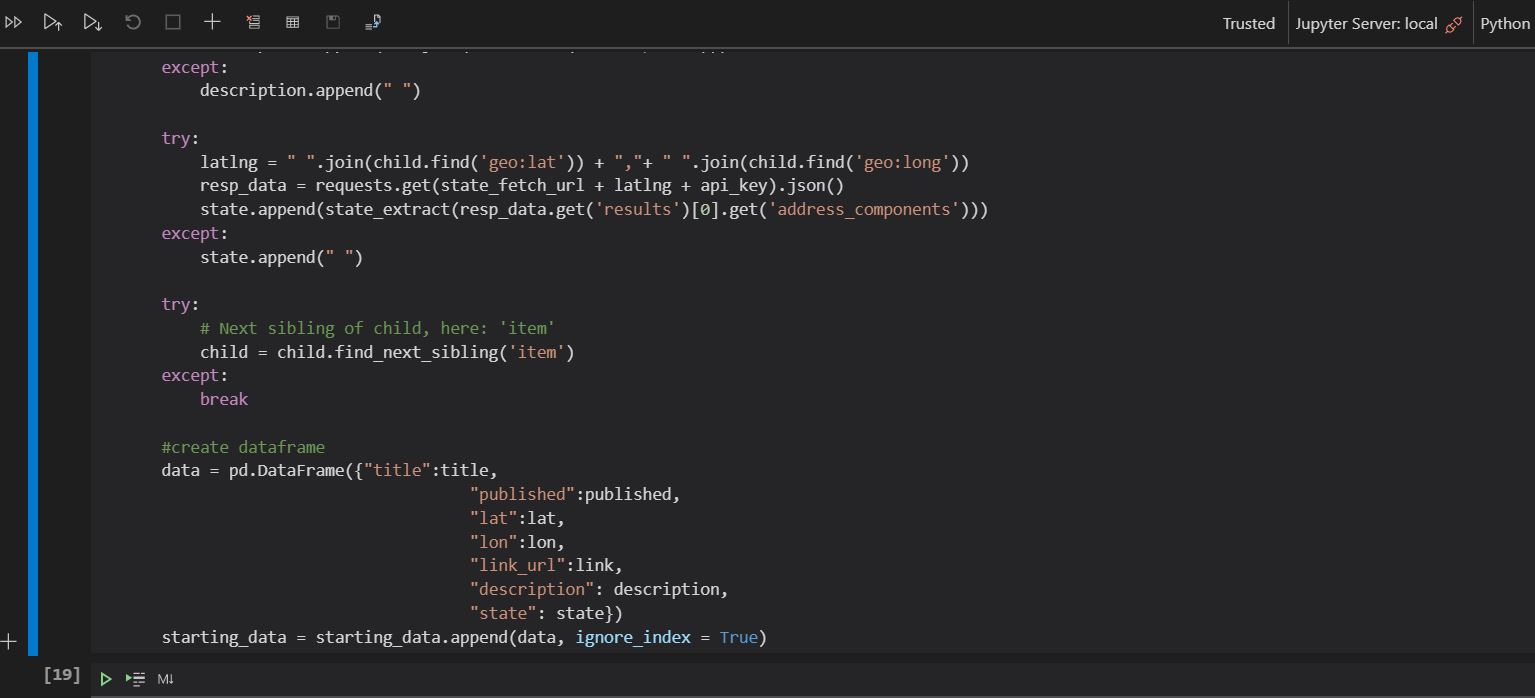 Trusted
Jupyter Server: local
Python
except:
description.append(" ")
try:
latlng = " ".join(child.find('geo:lat')) + ","+ " ".join(child.find('geo:long'))
resp_data = requests.get(state_fetch_url + latlng + api_key).json()
state.append(state_extract(resp_data.get('results')[0].get('address_components')))
except:
state.append(" ")
try:
# Next sibling of child, here: 'item'
child = child.find_next_sibling('item')
except:
break
#create dataframe
data = pd.DataFrame({"title":title,
"published":published,
"lat":lat,
"lon":lon,
"link_url":link,
"description": description,
"state": state})
starting_data = starting_data.append(data, ignore_index = True)
[19]
M↓